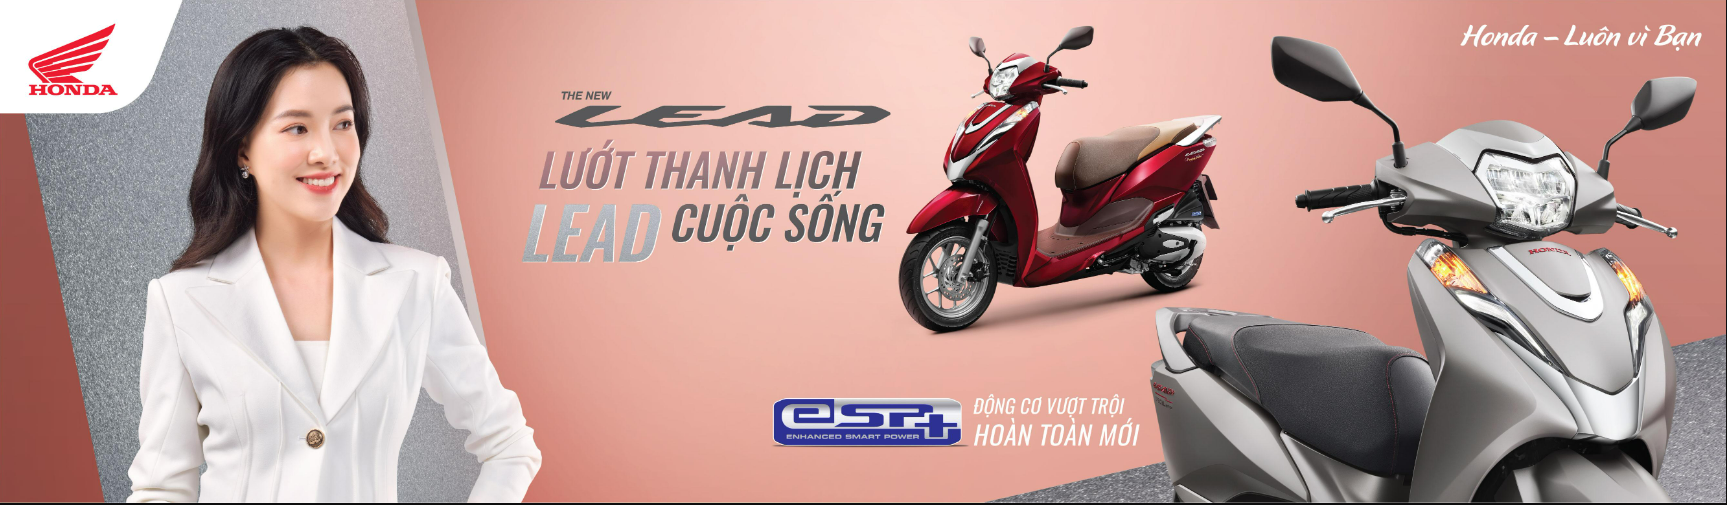 HONDA
Honda – Luôn vì Bạn
THE NEW
LEAD
LƯỚT THANH LỊCH
LEAD CUỘC SỐNG
eSP+
ENHANCED SMART POWER
ĐỘNG CƠ VƯỢT TRỘI
HOÀN TOÀN MỚI
HONDA